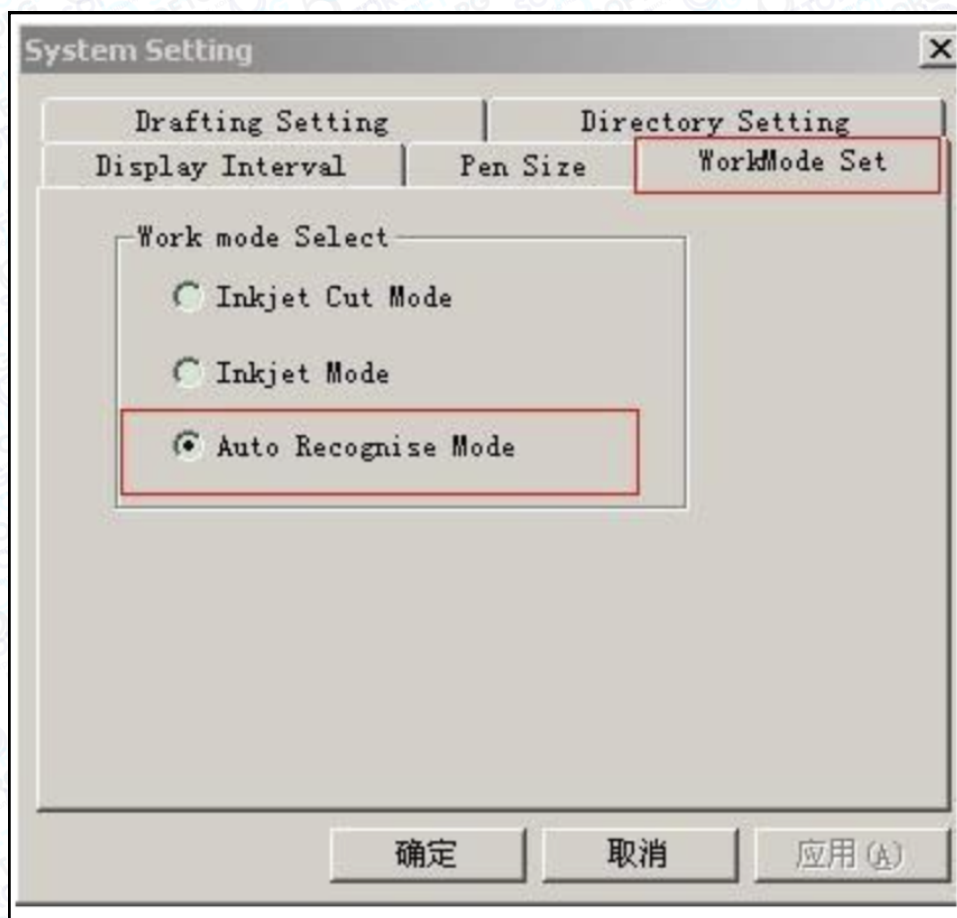 System Setting
Drafting Setting Directory Setting
Display Interval Pen Size WorkMode Set
Work mode Select
Inkjet Cut Mode
Inkjet Mode
Auto Recognise Mode
确定 取消 应用(A)